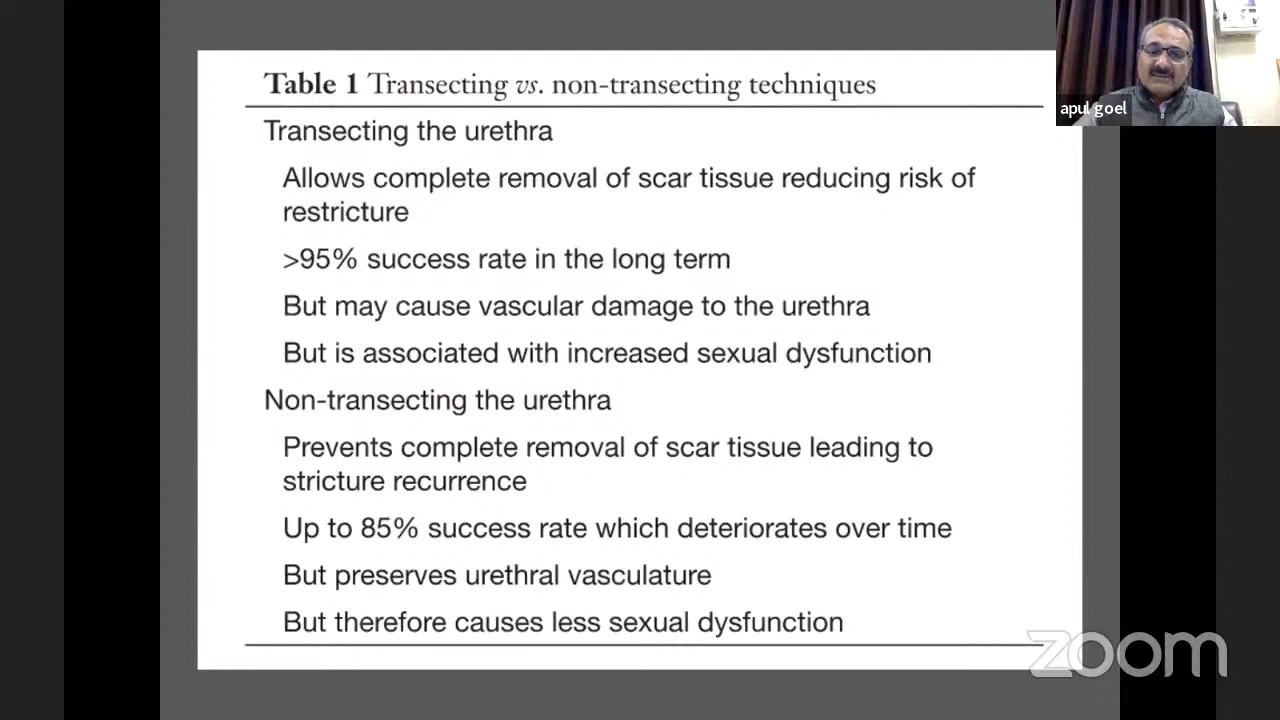 Table 1 Transecting vs. non-transecting techniques
apul goel
Transecting the urethra
Allows complete removal of scar tissue reducing risk of
restricture
>95% success rate in the long term
But may cause vascular damage to the urethra
But is associated with increased sexual dysfunction
Non-transecting the urethra
Prevents complete removal of scar tissue leading to
stricture recurrence
Up to 85% success rate which deteriorates over time
But preserves urethral vasculature
But therefore causes less sexual dysfunction
zoom